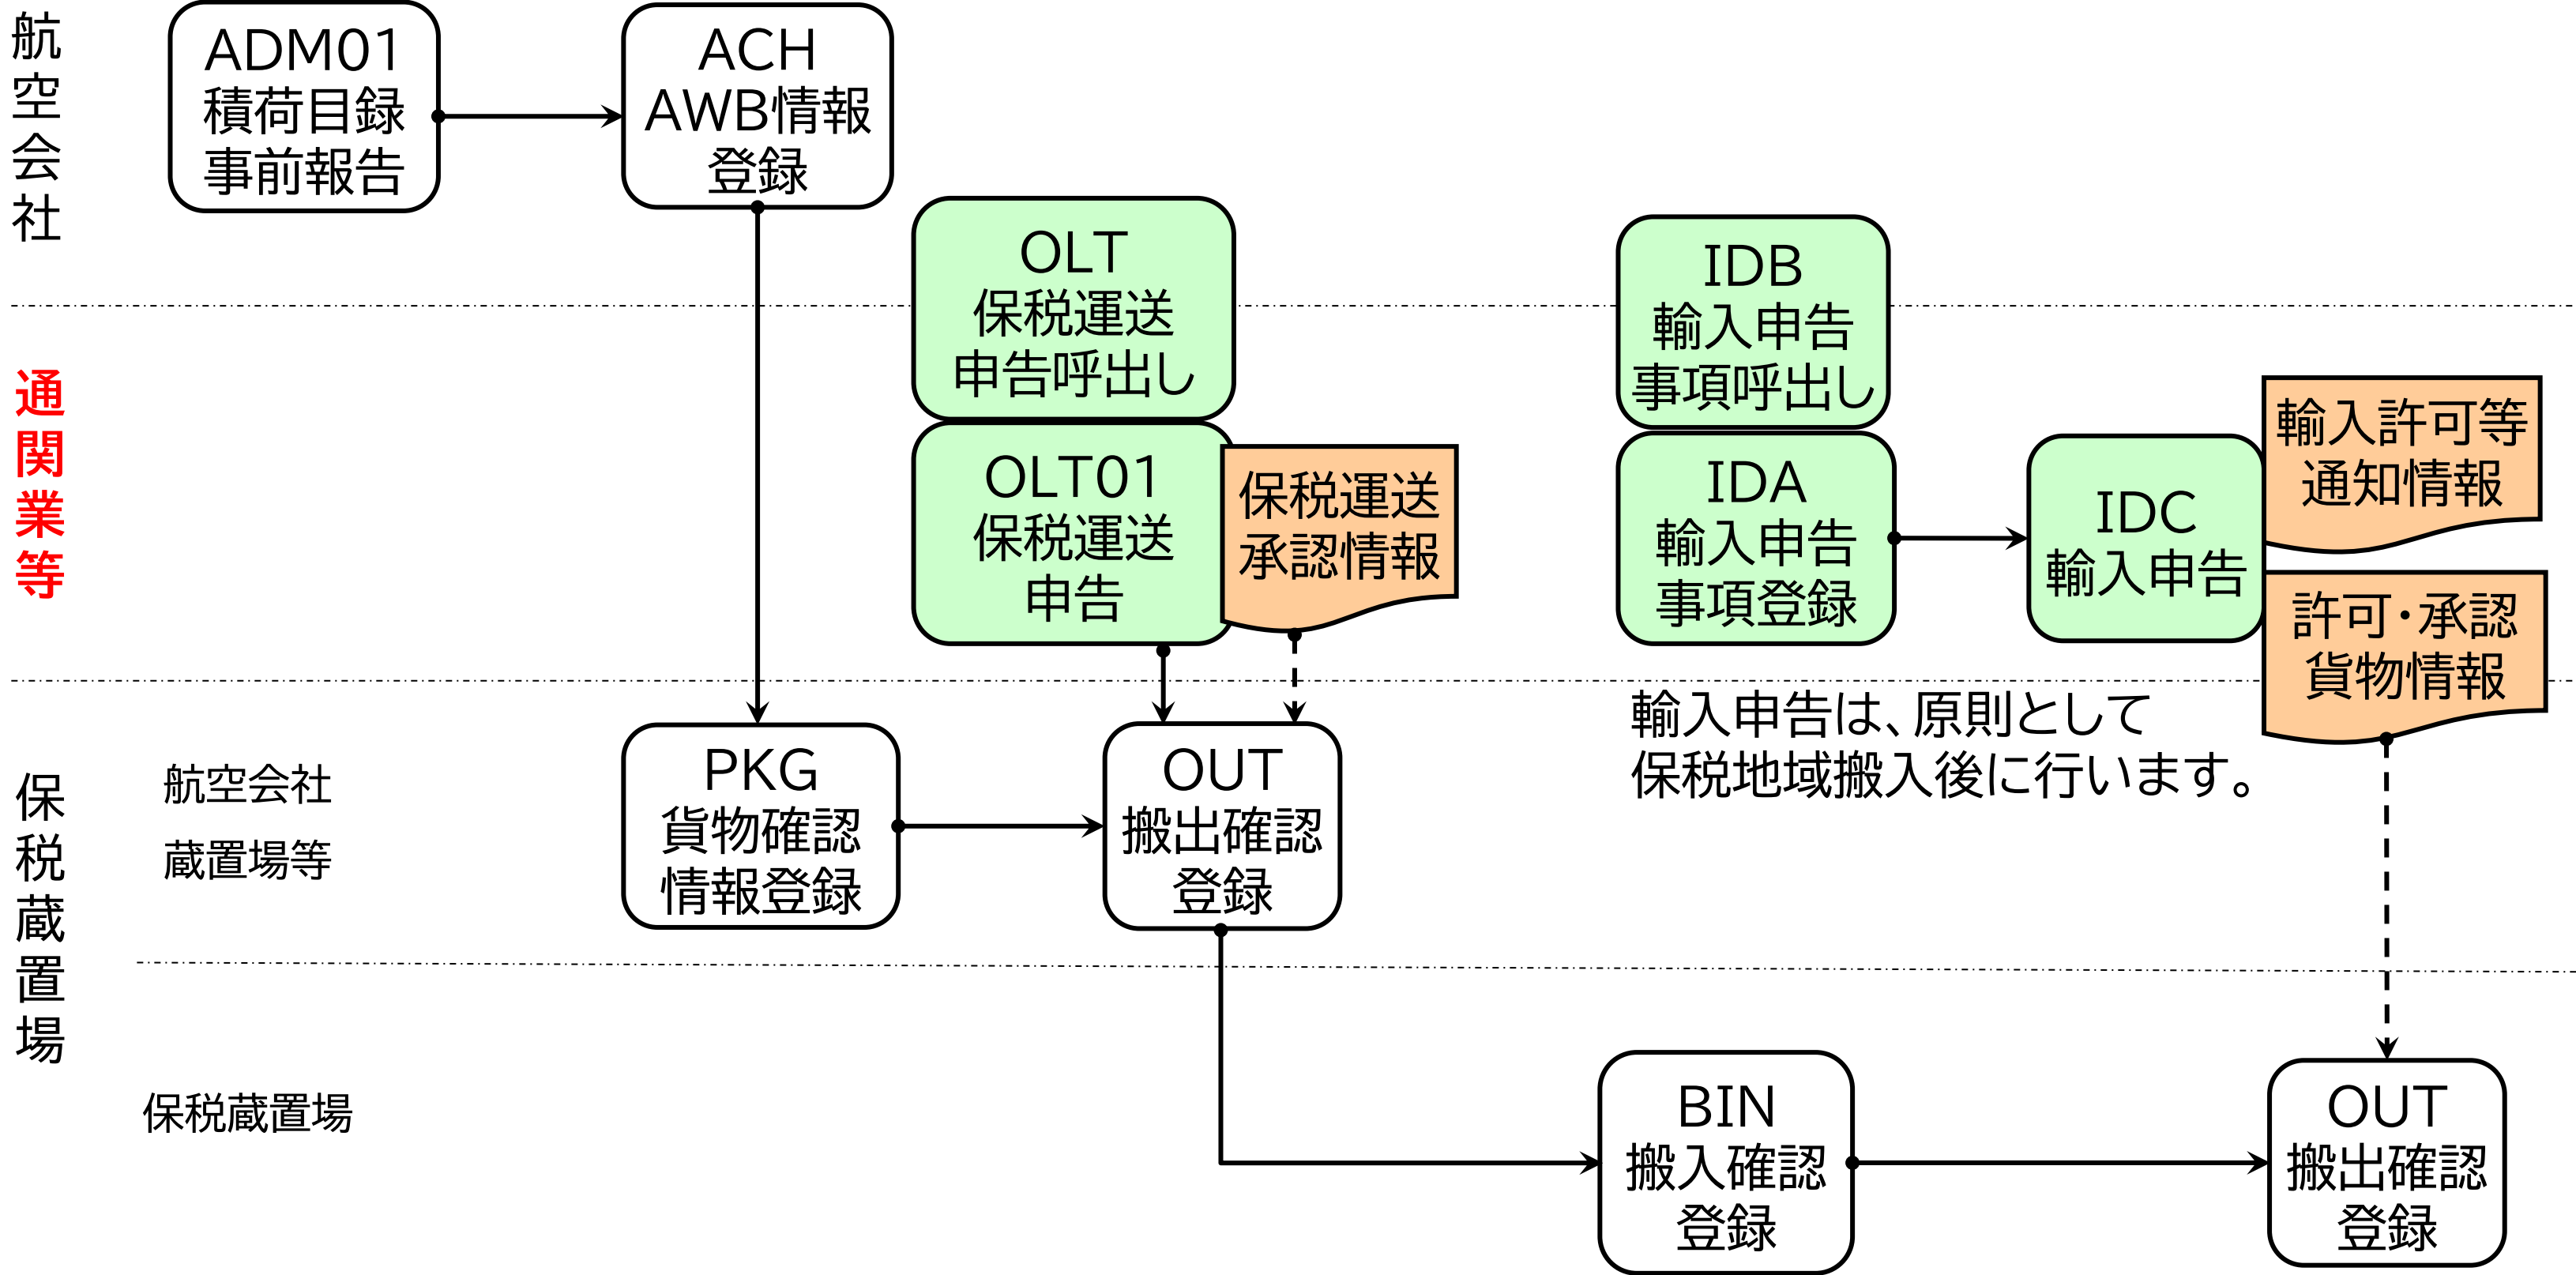 航空会社
ADM01
積荷目録
事前報告
ACH
AWB情報
登録
通関業等
OLT
保税運送
申告呼出し
OLT01
保税運送
申告
保税運送
承認情報
IDB
輸入申告
事項呼出し
IDA
輸入申告
事項登録
IDC
輸入申告
輸入許可等
通知情報
許可・承認
貨物情報
輸入申告は、原則として
保税地域搬入後に行います。
保税蔵置場
航空会社
蔵置場等
PKG
貨物確認
情報登録
OUT
搬出確認
登録
保税蔵置場
BIN
搬入確認
登録
OUT
搬出確認
登録